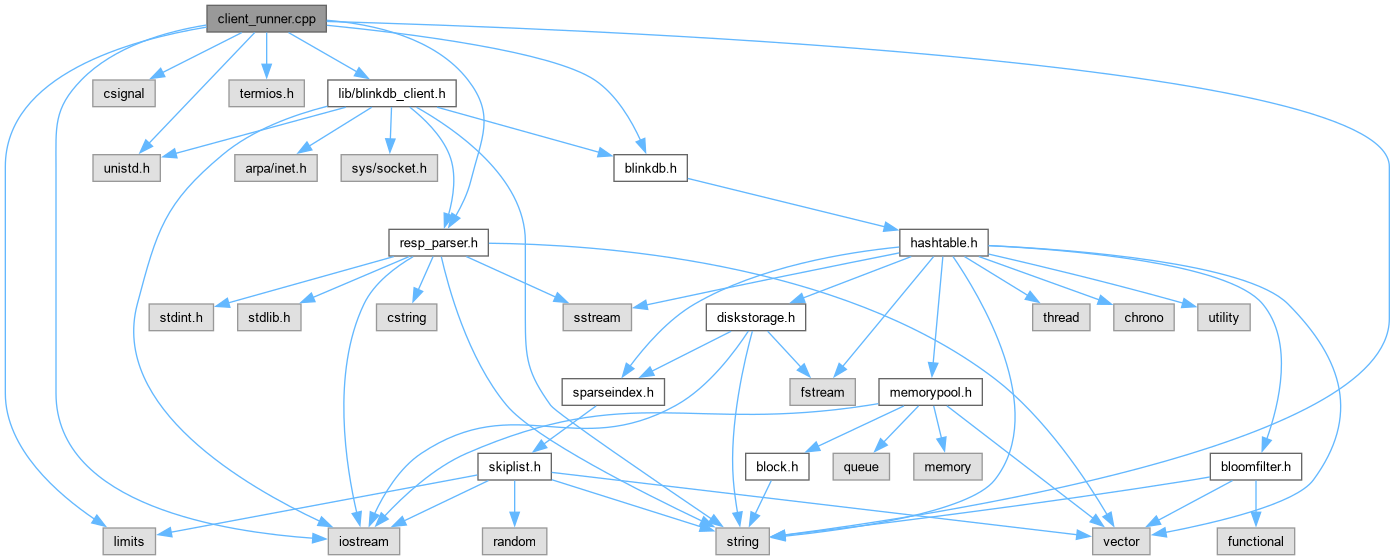 client_runner.cpp
csignal
termios.h
lib/blinkdb_client.h
unistd.h
arpa/inet.h
sys/socket.h
blinkdb.h
resp_parser.h
hashtable.h
stdint.h
stdlib.h
cstring
sstream
diskstorage.h
thread
chrono
utility
sparseindex.h
fstream
memorypool.h
skiplist.h
block.h
queue
memory
bloomfilter.h
limits
iostream
random
string
vector
functional